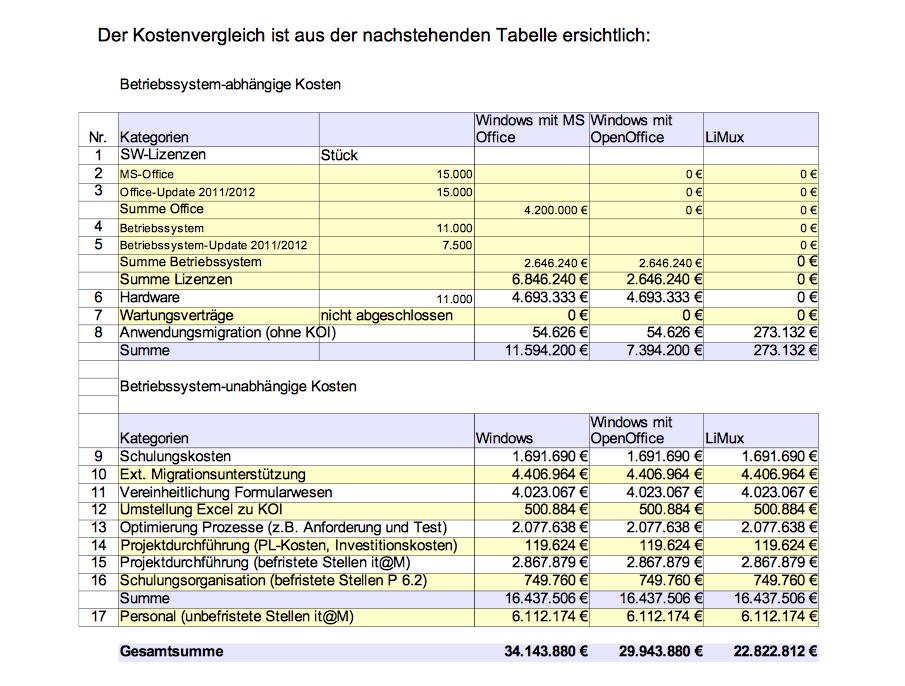 Der Kostenvergleich ist aus der nachstehenden Tabelle ersichtlich:
Betriebssystem-abhängige Kosten
Nr. Kategorien Windows mit MS Office Windows mit OpenOffice LiMux
1 SW-Lizenzen Stück
2 MS-Office 15.000 0 € 0 €
3 Office-Update 2011/2012 15.000 0 € 0 €
Summe Office 4.200.000 € 0 € 0 €
4 Betriebssystem 11.000 0 €
5 Betriebssystem-Update 2011/2012 7.500 0 €
Summe Betriebssystem 2.646.240 € 2.646.240 € 0 €
Summe Lizenzen 6.846.240 € 2.646.240 € 0 €
6 Hardware 11.000 4.693.333 € 4.693.333 € 0 €
7 Wartungsverträge nicht abgeschlossen 0 € 0 € 0 €
8 Anwendungsmigration (ohne KOI) 54.626 € 54.626 € 273.132 €
Summe 11.594.200 € 7.394.200 € 273.132 €
Betriebssystem-unabhängige Kosten
Kategorien Windows Windows mit OpenOffice LiMux
9 Schulungskosten 1.691.690 € 1.691.690 € 1.691.690 €
10 Ext. Migrationsunterstützung 4.406.964 € 4.406.964 € 4.406.964 €
11 Vereinheitlichung Formularwesen 4.023.067 € 4.023.067 € 4.023.067 €
12 Umstellung Excel zu KOI 500.884 € 500.884 € 500.884 €
13 Optimierung Prozesse (z.B. Anforderung und Test) 2.077.638 € 2.077.638 € 2.077.638 €
14 Projektdurchführung (PL-Kosten, Investitionskosten) 119.624 € 119.624 € 119.624 €
15 Projektdurchführung (befristete Stellen it@M) 2.867.879 € 2.867.879 € 2.867.879 €
16 Schulungsorganisation (befristete Stellen P 6.2) 749.760 € 749.760 € 749.760 €
Summe 16.437.506 € 16.437.506 € 16.437.506 €
17 Personal (unbefristete Stellen it@M) 6.112.174 € 6.112.174 € 6.112.174 €
Gesamtsumme 34.143.880 € 29.943.880 € 22.822.812 €